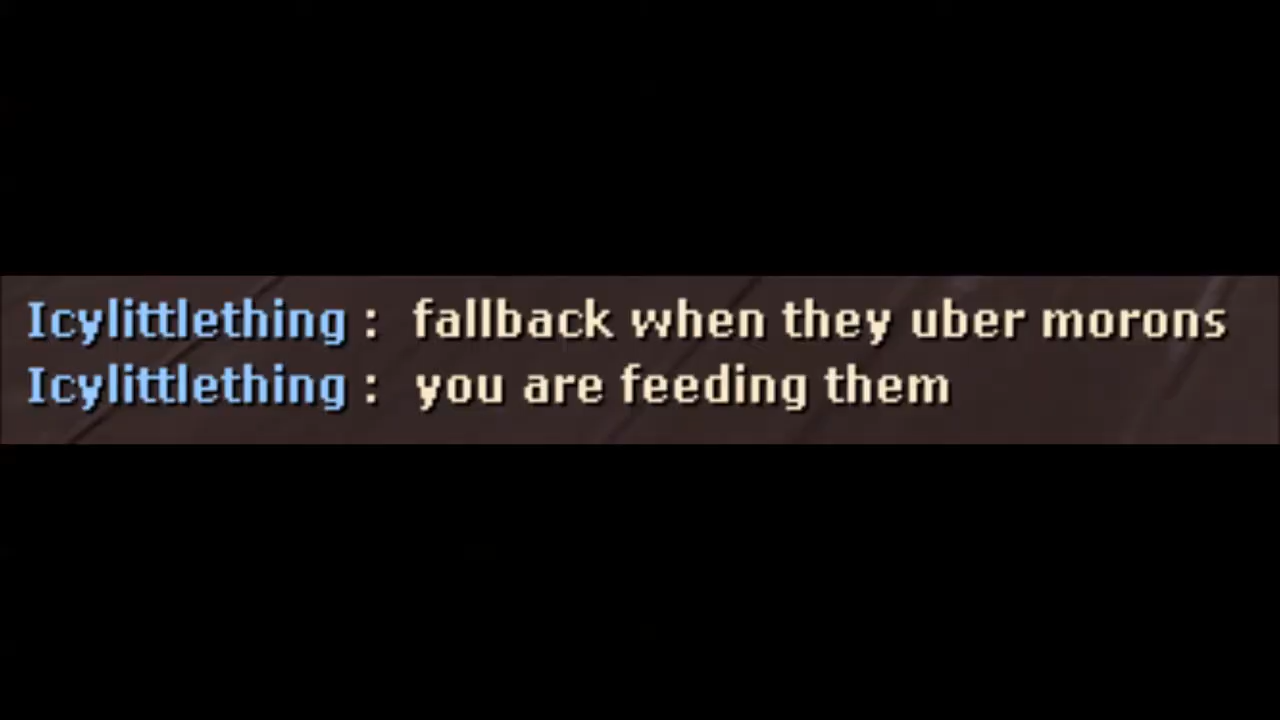 Icylittlething :  fallback when they uber morons
Icylittlething :  you are feeding them